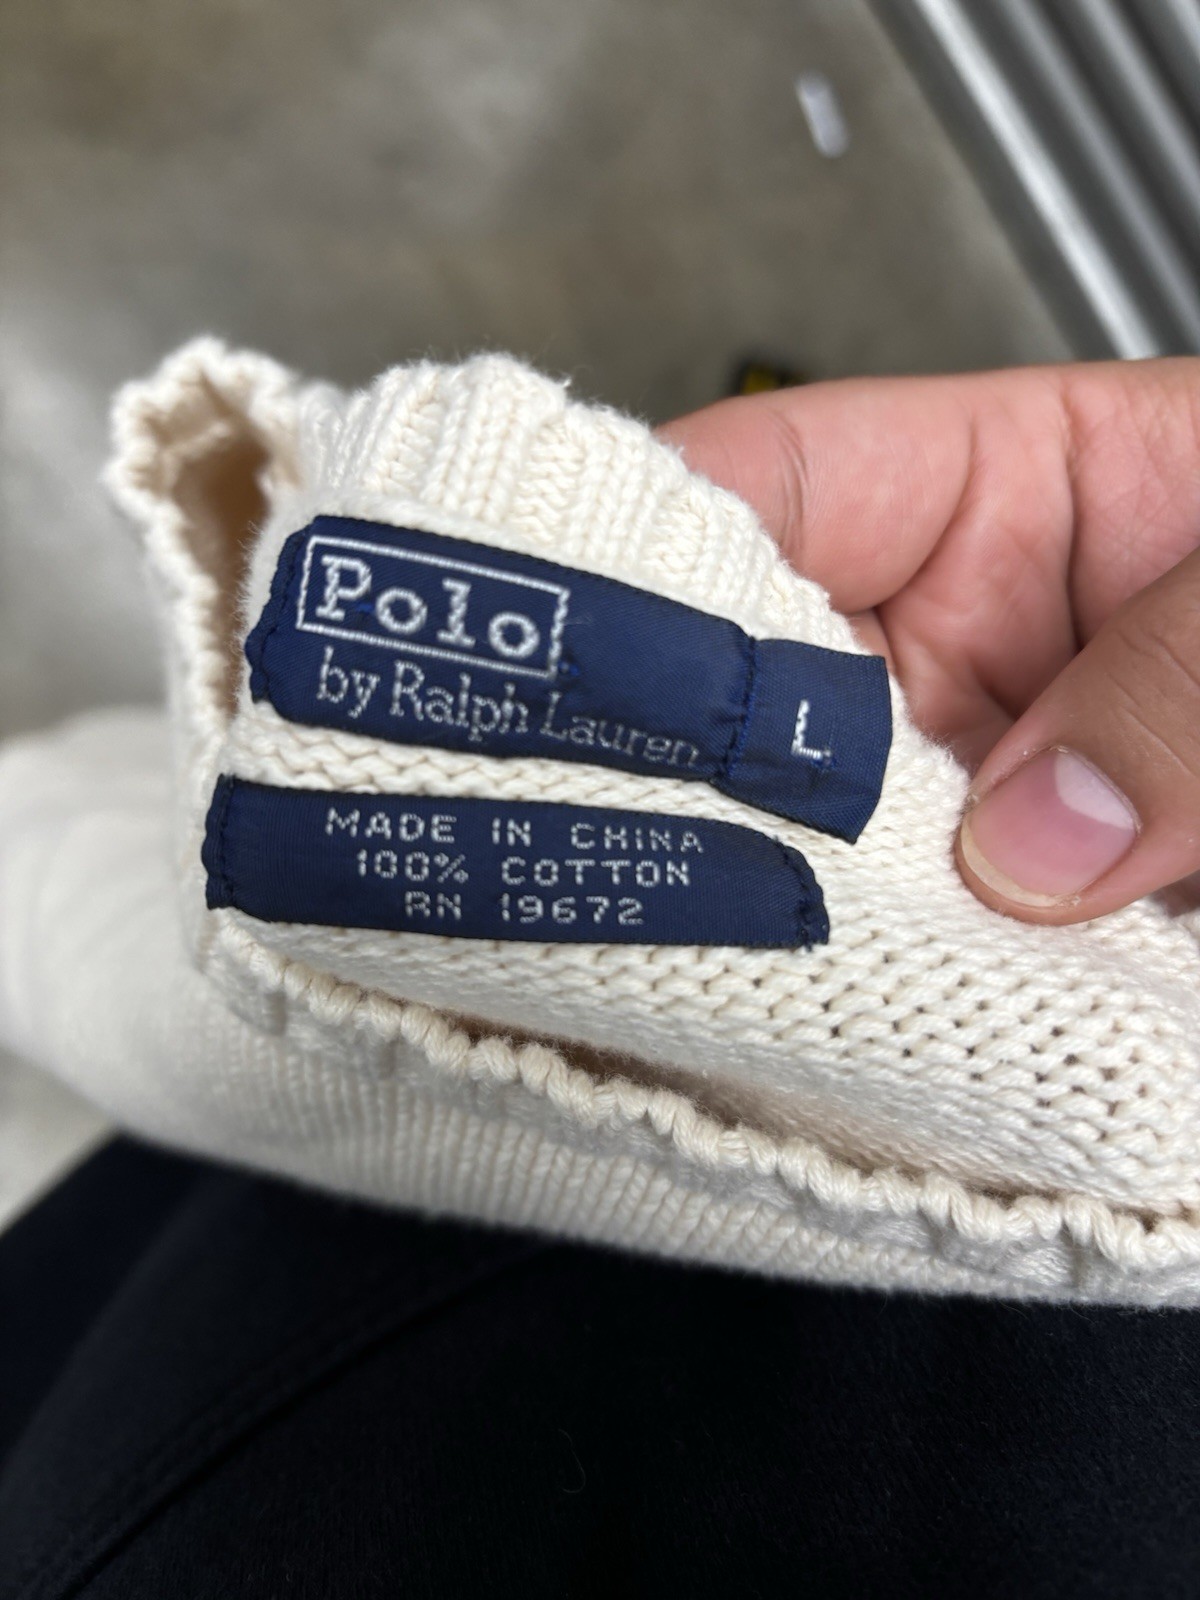 Polo
by Ralph Lauren
L
MADE IN CHINA
100% COTTON
RN 19672